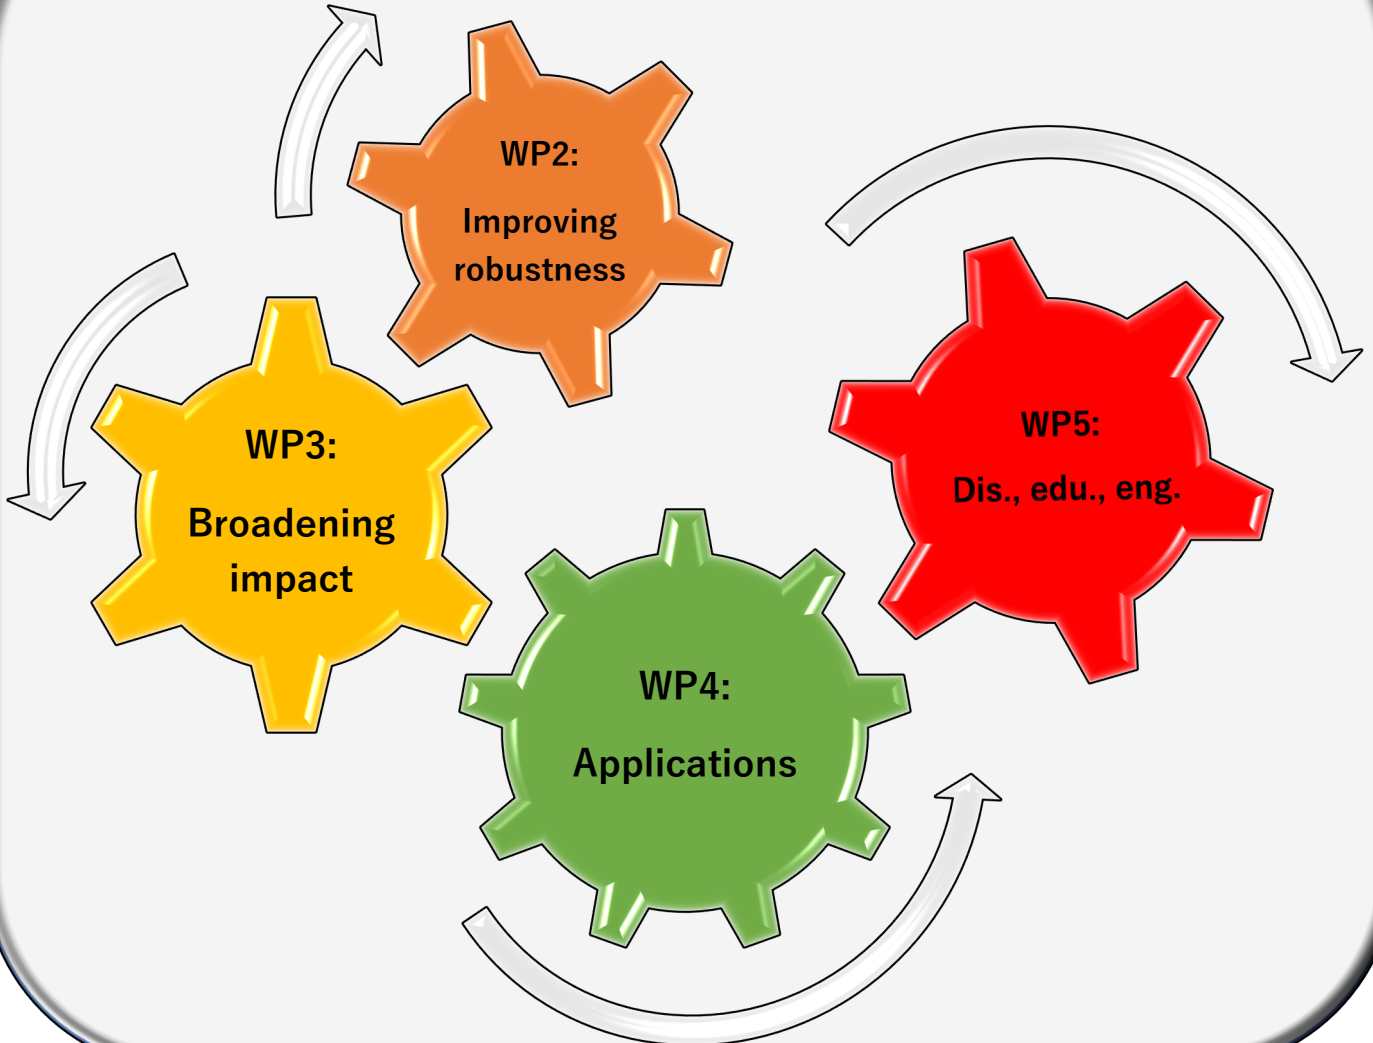 WP2:
Improving
robustness
WP3:
Broadening
impact
WP4:
Applications
WP5:
Dis., edu., eng.